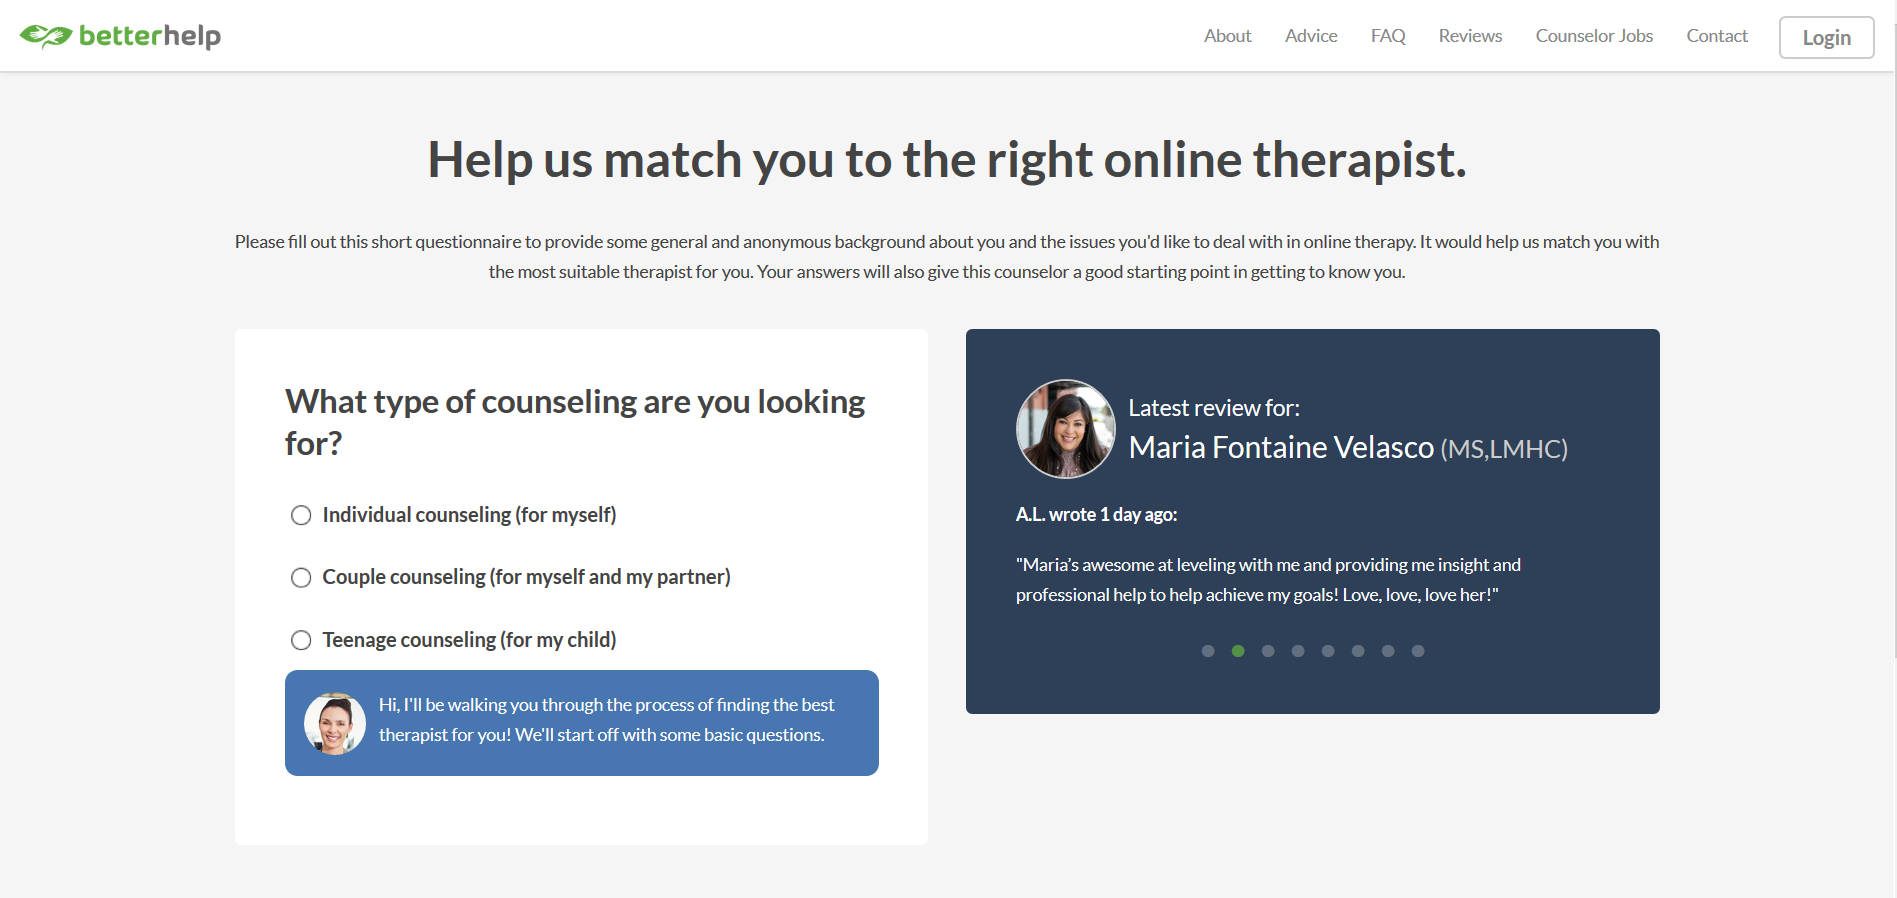 betterhelp
About Advice FAQ Reviews Counselor Jobs Contact Login
Help us match you to the right online therapist.
Please fill out this short questionnaire to provide some general and anonymous background about you and the issues you'd like to deal with in online therapy. It would help us match you with
the most suitable therapist for you. Your answers will also give this counselor a good starting point in getting to know you.
What type of counseling are you looking
for?
Individual counseling (for myself)
Couple counseling (for myself and my partner)
Teenage counseling (for my child)
Hi, I'll be walking you through the process of finding the best
therapist for you! We'll start off with some basic questions.
Latest review for:
Maria Fontaine Velasco (MS,LMHC)
A.L. wrote 1 day ago:
"Maria’s awesome at leveling with me and providing me insight and
professional help to help achieve my goals! Love, love, love her!"